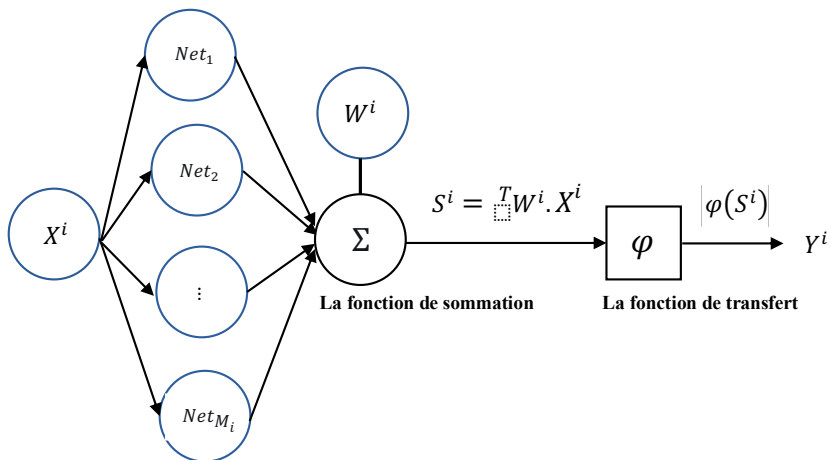 Net₁
Wⁱ
Net₂
Sⁱ = ᵀWⁱ. Xⁱ
|φ(Sⁱ)|
Xⁱ
Σ
φ
Yⁱ
⋮
La fonction de sommation
La fonction de transfert
Net_{M_i}